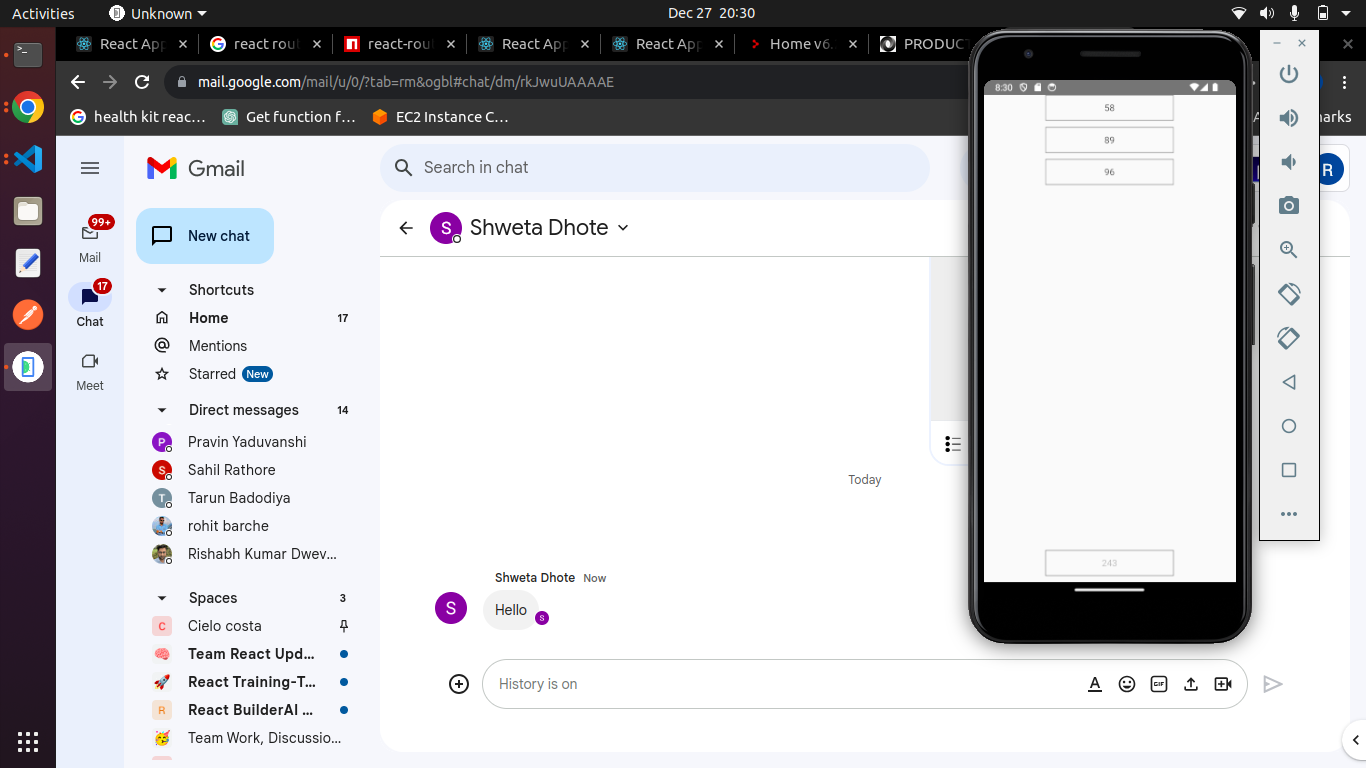 Activities
Unknown
Dec 27 20:30
React App
react rout
react-rout
React App
React App
Home v6.
PRODUCT
mail.google.com/mail/u/0/?tab=rm&ogbl#chat/dm/rkJwuUAAAAE
health kit reac...
Get function f...
EC2 Instance C...
Gmail
Search in chat
R
99+
Mail
17
Chat
Meet
New chat
Shortcuts
Home 17
Mentions
Starred New
Direct messages 14
P Pravin Yaduvanshi
S Sahil Rathore
T Tarun Badodiya
rohit barche
Rishabh Kumar Dwev...
Spaces 3
C Cielo costa
Team React Upd...
React Training-T...
R React BuilderAI ...
Team Work, Discussio...
S Shweta Dhote
Today
Shweta Dhote Now
S Hello S
History is on
GIF
8:30
58
89
96
243